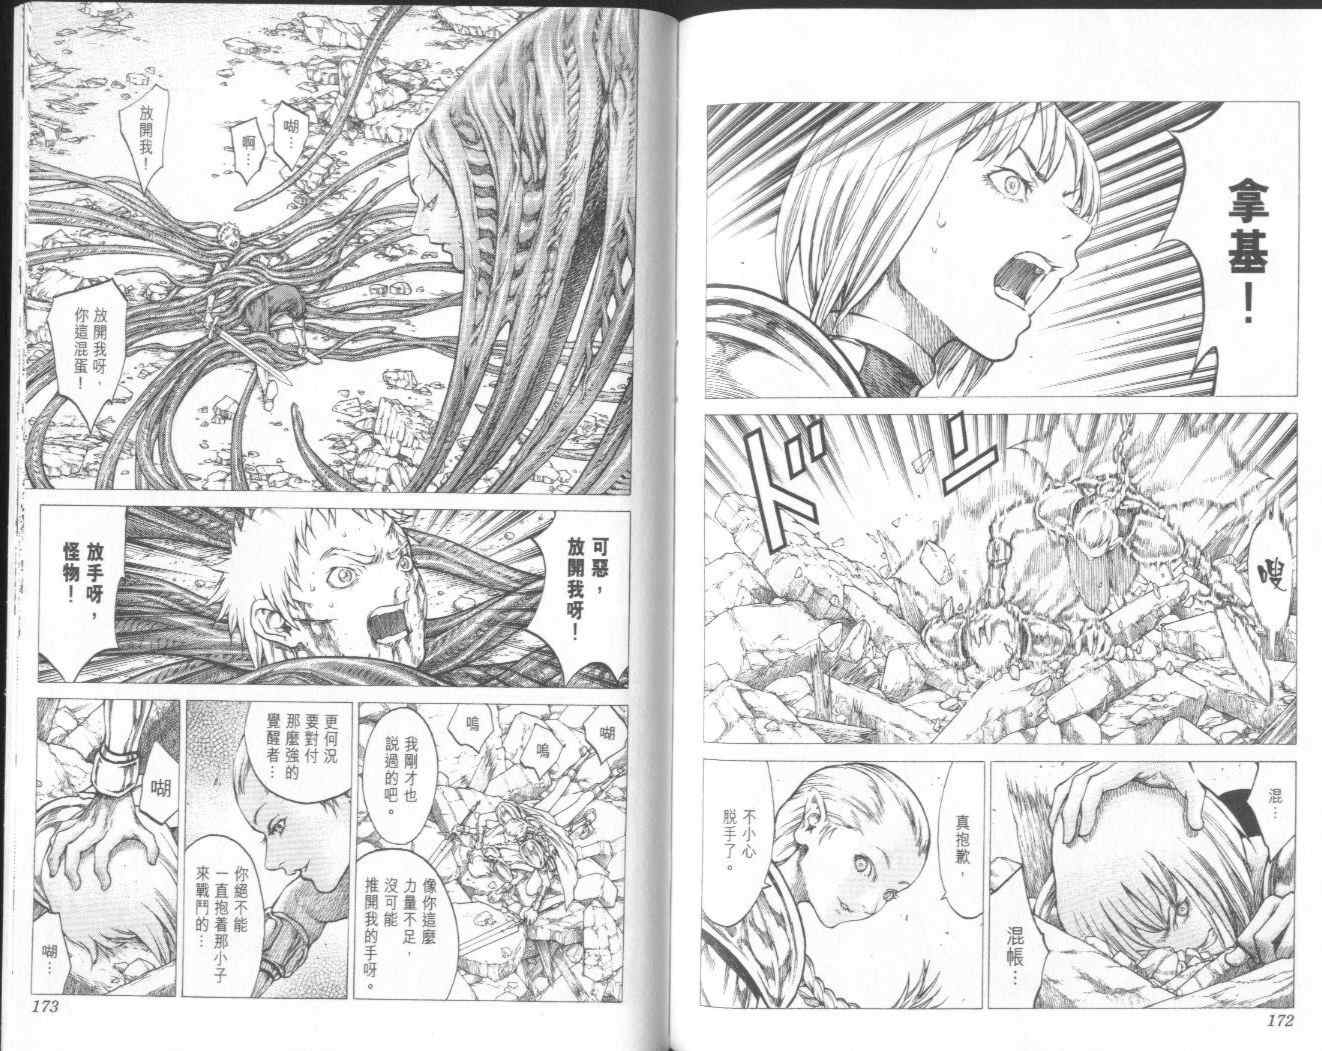 拿基！
ドドッ
嗖
混…
混帳…
真抱歉，
不小心
脫手了。
172
嗚…
啊…
放開我！
放開我呀，
你這混蛋！
可惡，
放開我呀！
放手呀，
怪物！
嗚
嗚
我剛才也
說過的吧。
像你這麼
力量不足，
沒可能
推開我的手呀。
更何況
要對付
那麼強的
覺醒者…
你絕不能
一直抱着那小子
來戰鬥的…
173